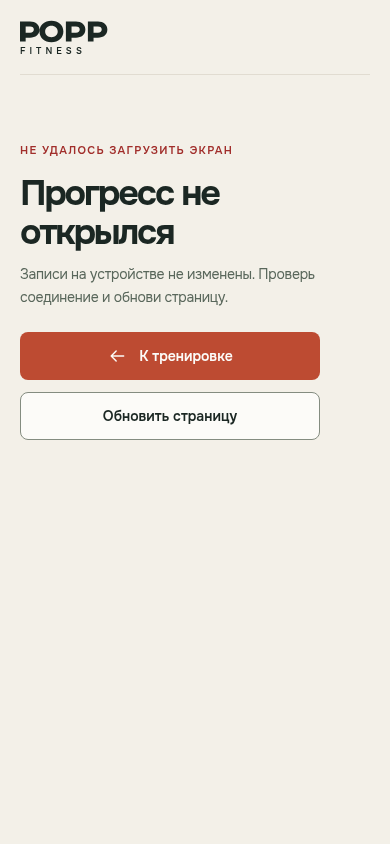 POPP
FITNESS
НЕ УДАЛОСЬ ЗАГРУЗИТЬ ЭКРАН
Прогресс не
открылся
Записи на устройстве не изменены. Проверь
соединение и обнови страницу.
← К тренировке
Обновить страницу